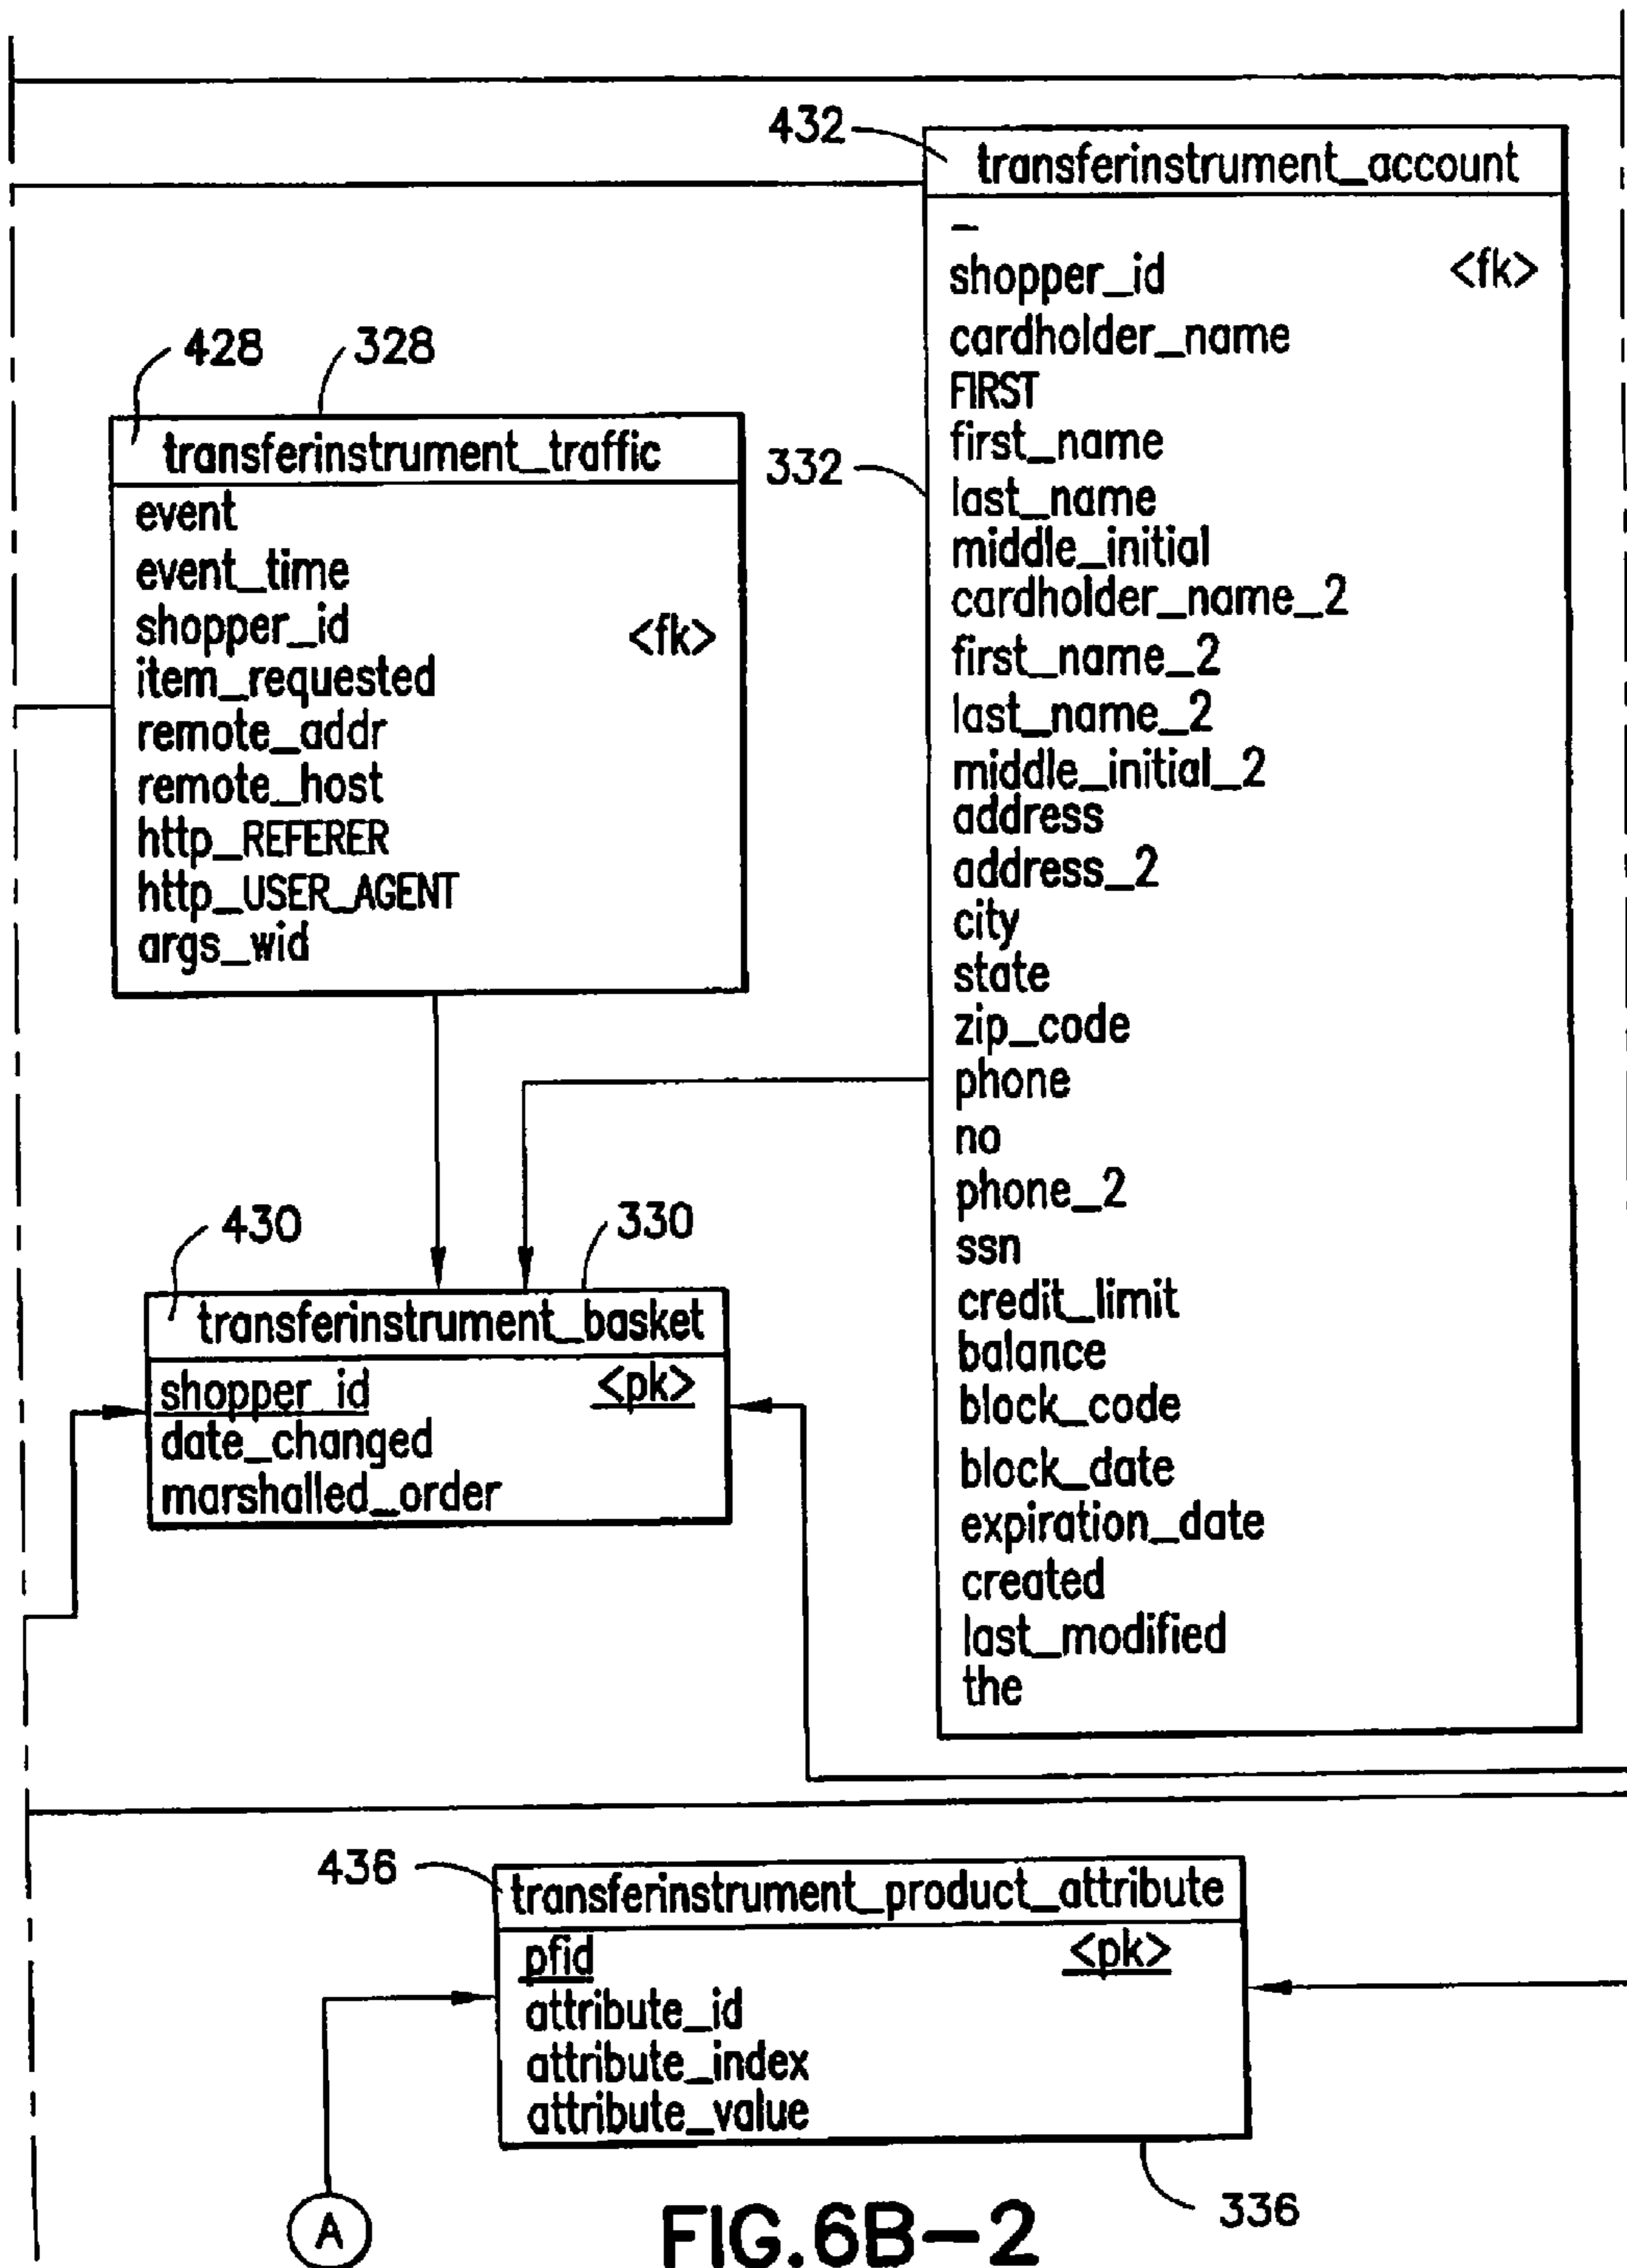 432
transferinstrument_account
_
shopper_id <fk>
cardholder_name
FIRST
first_name
332
last_name
middle_initial
cardholder_name_2
first_name_2
last_name_2
middle_initial_2
address
address_2
city
state
zip_code
phone
no
phone_2
ssn
credit_limit
balance
block_code
block_date
expiration_date
created
last_modified
the
428 328
transferinstrument_traffic
event
event_time
shopper_id <fk>
item_requested
remote_addr
remote_host
http_REFERER
http_USER_AGENT
args_wid
430 330
transferinstrument_basket
shopper_id <pk>
date_changed
marshalled_order
436
transferinstrument_product_attribute
pfid <pk>
attribute_id
attribute_index
attribute_value
336
A
FIG.6B-2